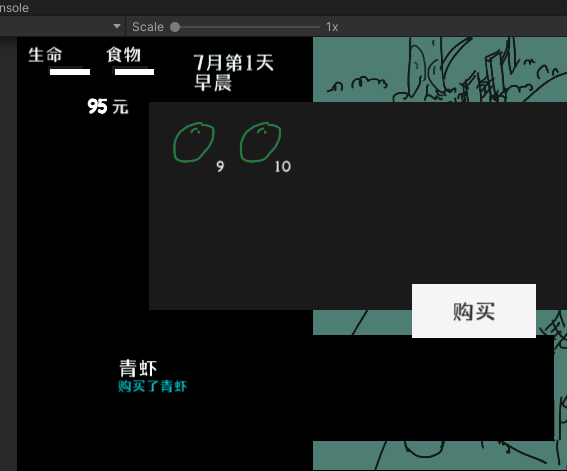 nsole
Scale 1x
生命 食物
7月第1天
早晨
95 元
9 10
购买
青虾
购买了青虾